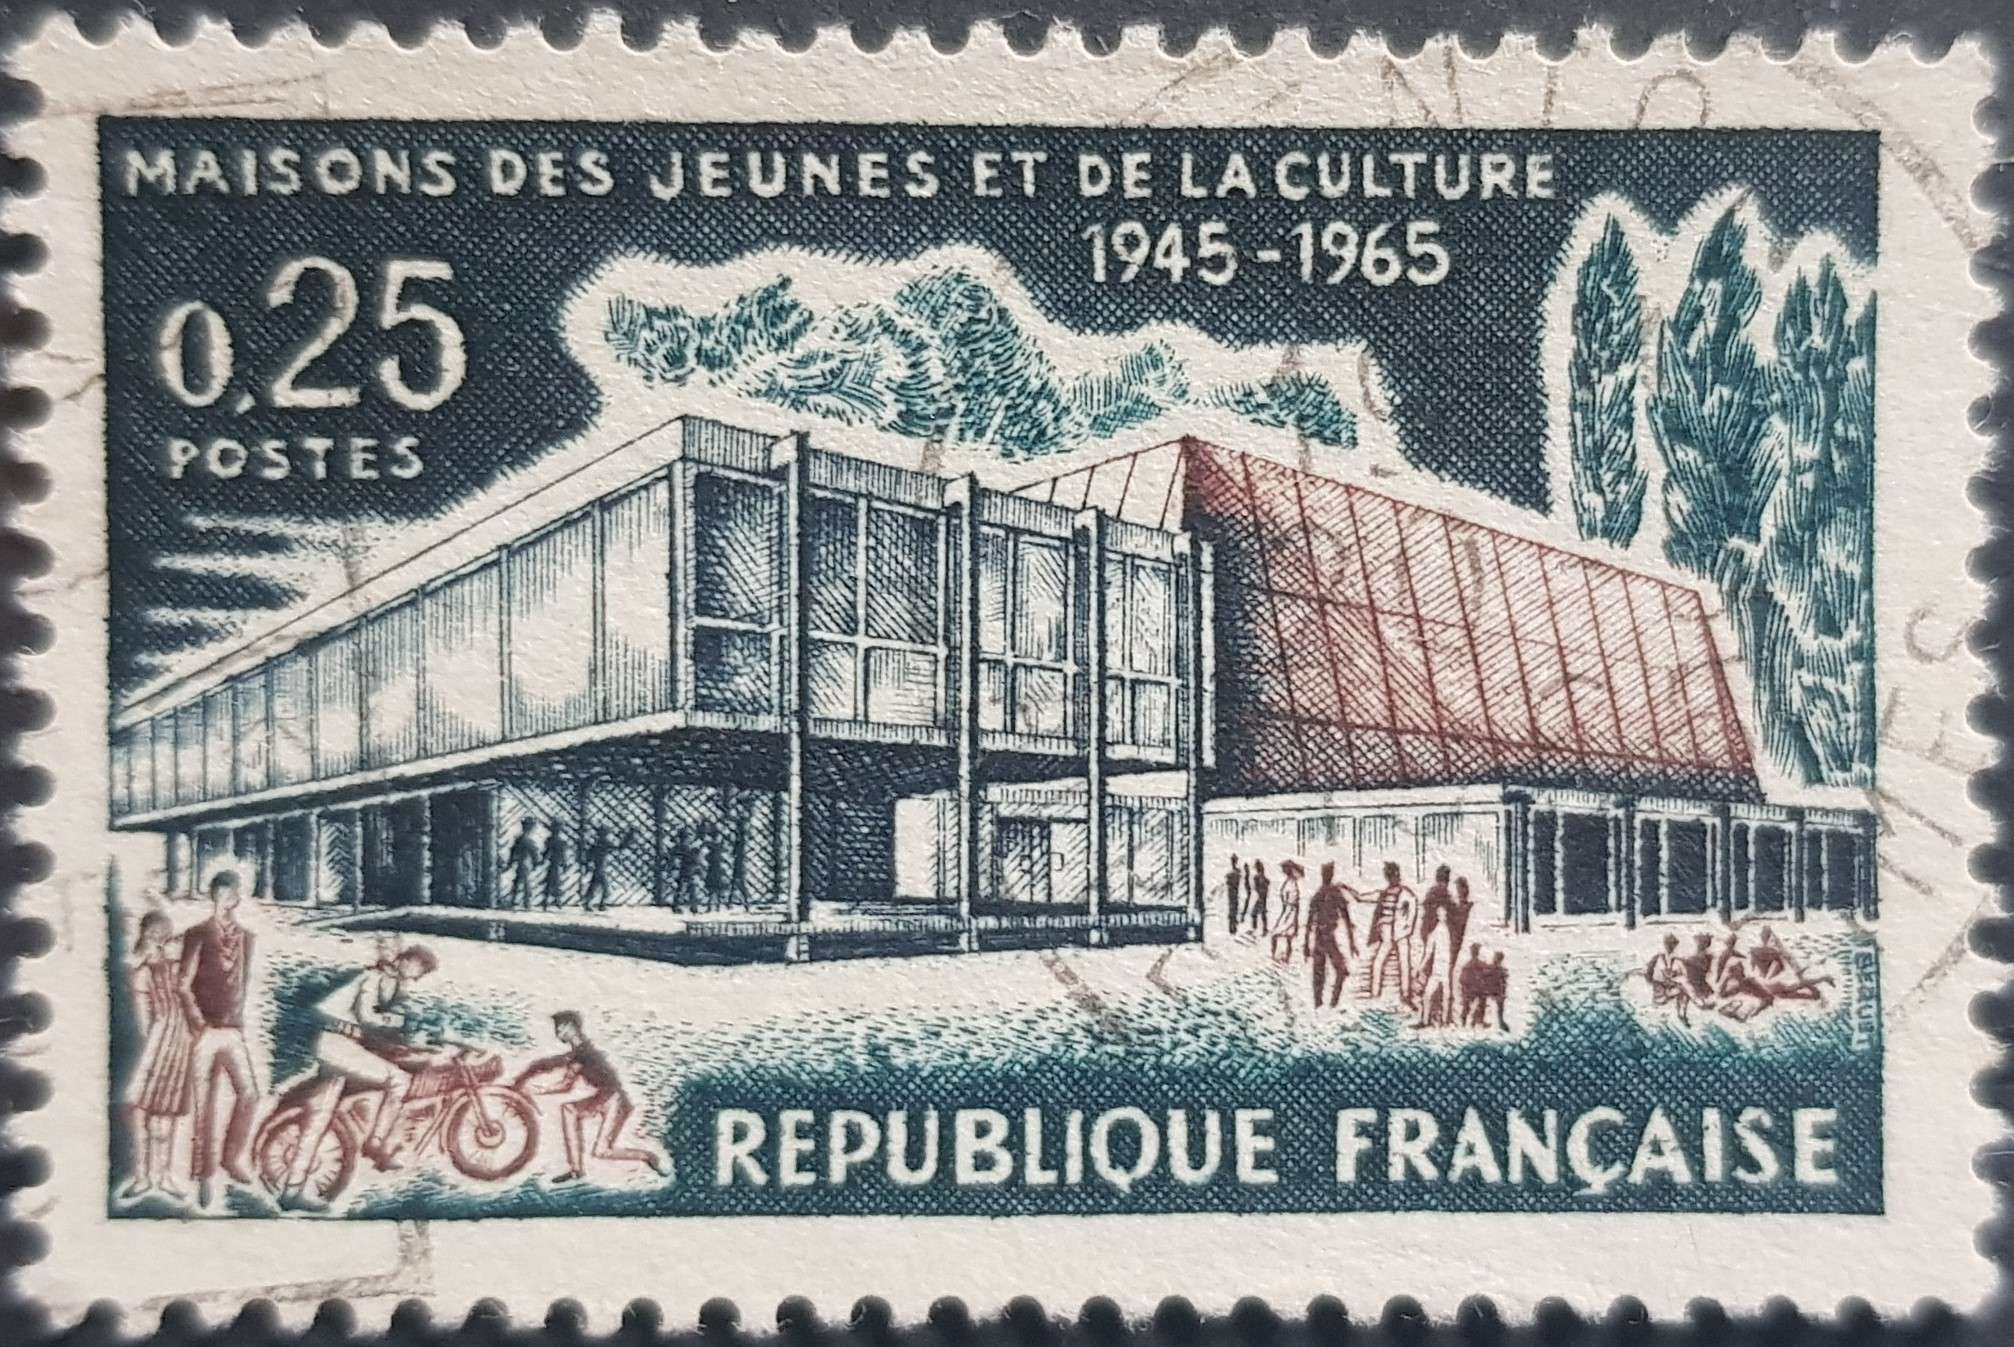 MAISONS DES JEUNES ET DE LA CULTURE
1945-1965
0,25
POSTES
REPUBLIQUE FRANÇAISE